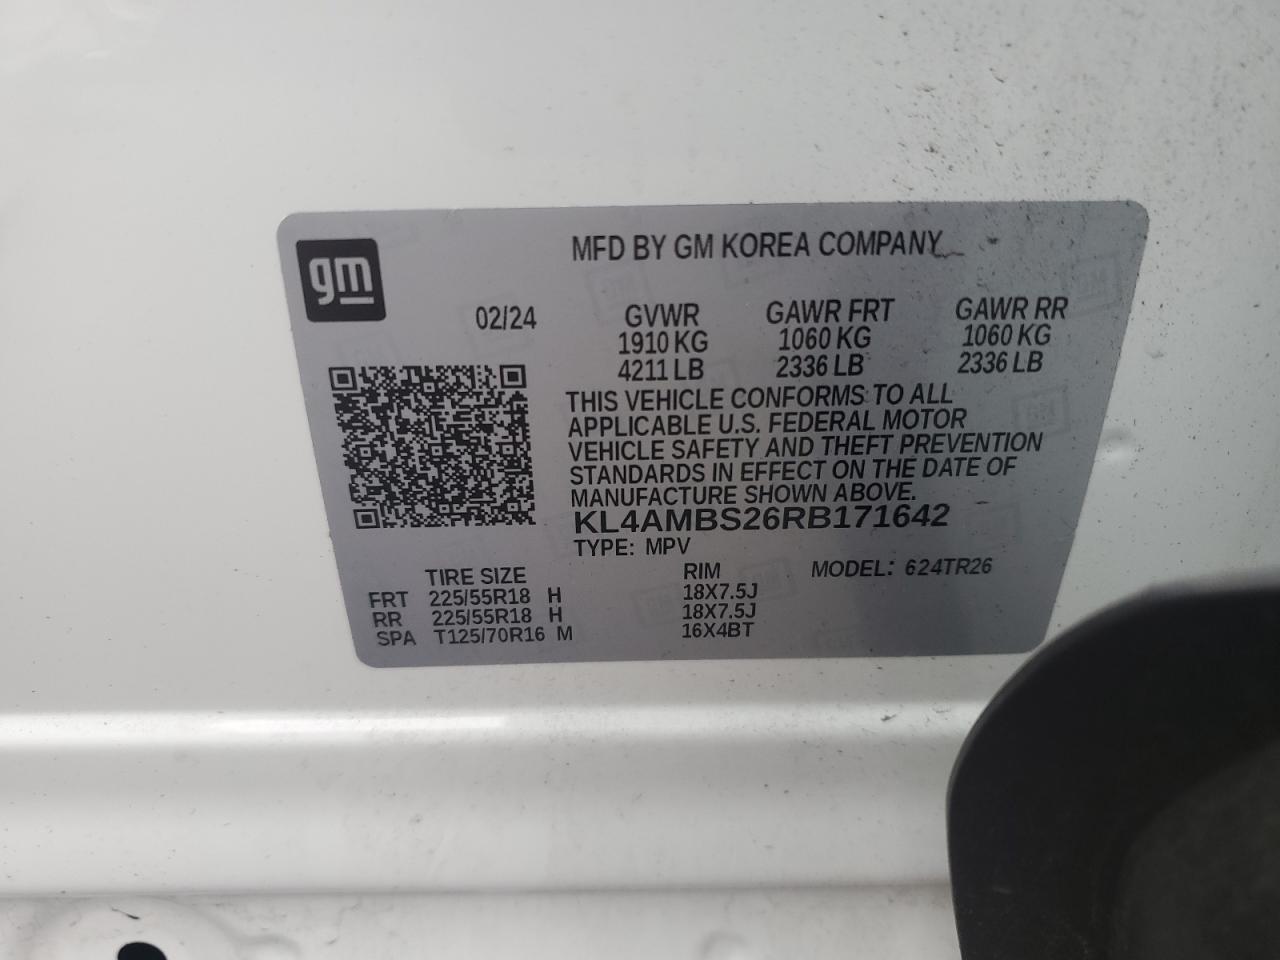 gm
MFD BY GM KOREA COMPANY
02/24
GVWR GAWR FRT GAWR RR
1910 KG 1060 KG 1060 KG
4211 LB 2336 LB 2336 LB
THIS VEHICLE CONFORMS TO ALL
APPLICABLE U.S. FEDERAL MOTOR
VEHICLE SAFETY AND THEFT PREVENTION
STANDARDS IN EFFECT ON THE DATE OF
MANUFACTURE SHOWN ABOVE.
KL4AMBS26RB171642
TYPE: MPV
TIRE SIZE RIM MODEL: 624TR26
FRT 225/55R18 H 18X7.5J
RR 225/55R18 H 18X7.5J
SPA T125/70R16 M 16X4BT